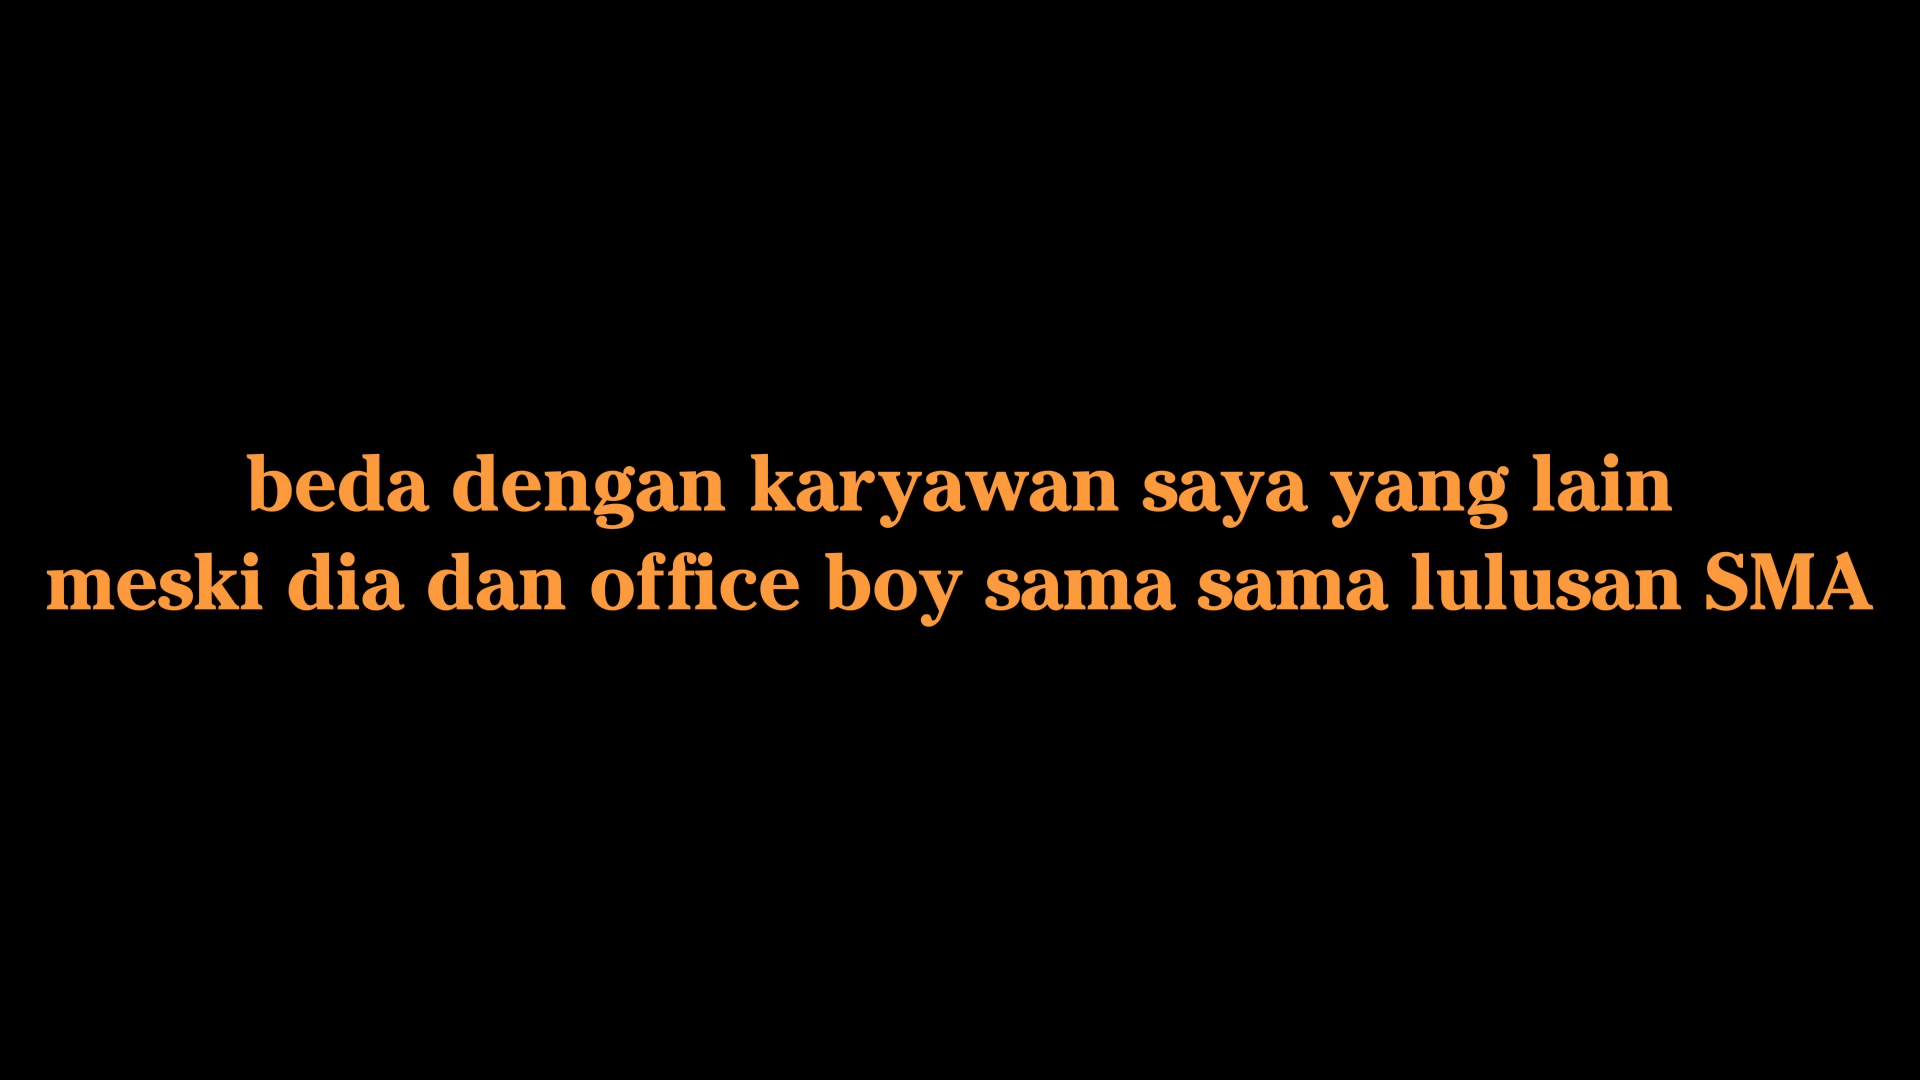 beda dengan karyawan saya yang lain
meski dia dan office boy sama sama lulusan SMA